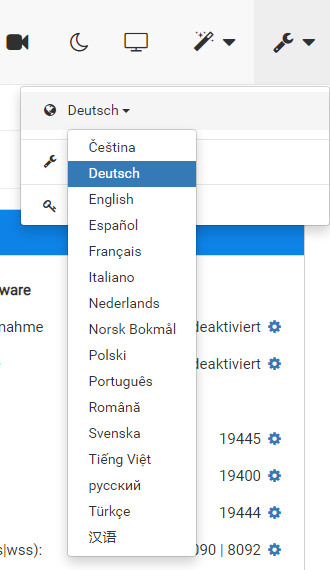 Deutsch
Čeština
Deutsch
English
Español
Français
Italiano
Nederlands
Norsk Bokmål
Polski
Português
Română
Svenska
Tiếng Việt
русский
Türkçe
汉语
ware
nahme deaktiviert
deaktiviert
19445
19400
19444
s|wss): 090 | 8092